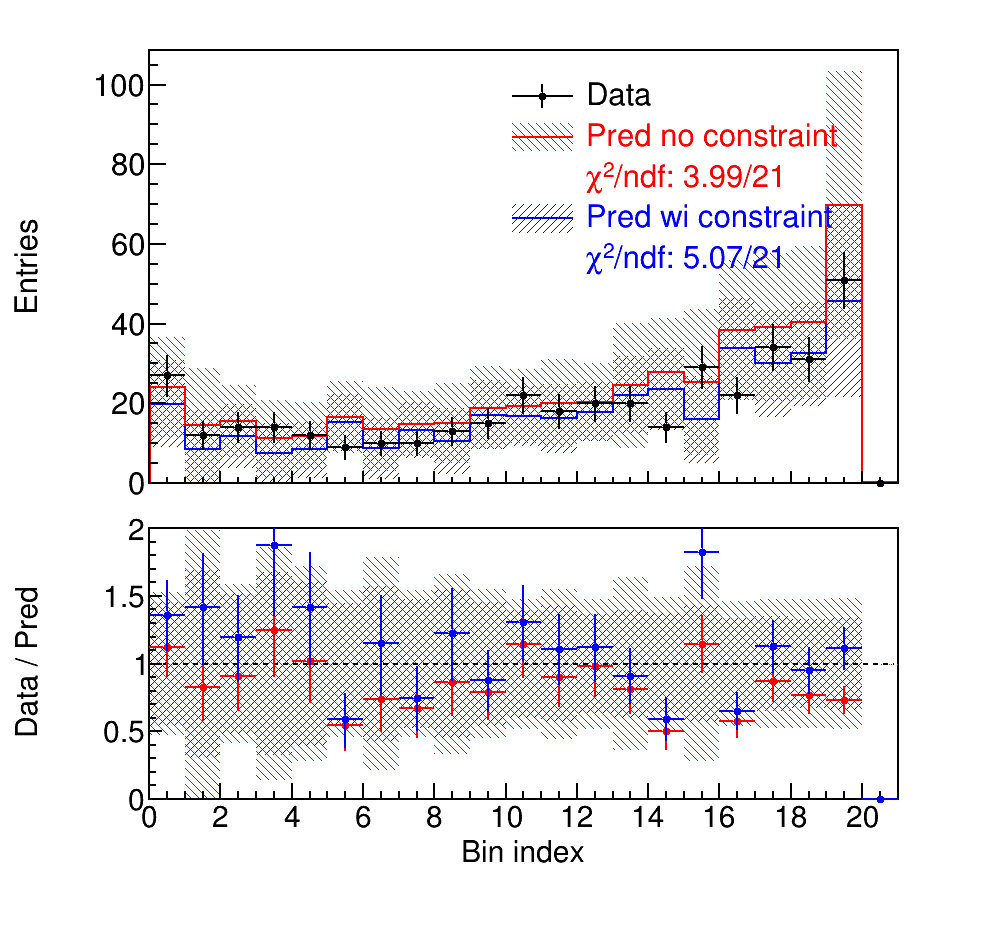 100
80
60
40
20
0
Entries
Data
Pred no constraint
χ²/ndf: 3.99/21
Pred wi constraint
χ²/ndf: 5.07/21
2
1.5
1
0.5
0
Data / Pred
0 2 4 6 8 10 12 14 16 18 20
Bin index